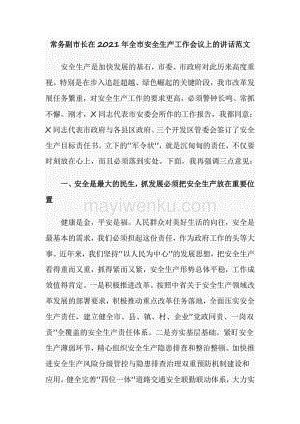 常务副市长在 2021 年全市安全生产工作会议上的讲话范文
安全生产是加快发展的基石，市委、市政府对此历来高度重
视。特别是在步入追赶超越、绿色崛起的关键阶段，我市改革发
展任务繁重，对安全生产工作的要求更高，必须警钟长鸣、常抓
不懈。刚才，X 同志代表市安委会所作的工作报告，我都同意；
X 同志代表市政府与各县区政府、三个开发区管委会签订了安全
生产目标责任书。立下的“军令状”，就是沉甸甸的责任，不仅要
时刻放在心上，而且必须落到实处。下面，我再强调三点意见：
一、安全是最大的民生，抓发展必须把安全生产放在重要位
置
健康是金，平安是福。人民群众对美好生活的向往，安全是
最基本的需求，我们必须担起这份责任，作为政府工作的头等大
事。近年来，我们坚持“以人民为中心”的发展思想，把安全生产
看得重而又重，抓得紧而又紧，安全生产形势总体平稳，工作成
效值得肯定。一是积极推进改革。按照中省关于安全领域改革
发展的部署要求，积极推动重点改革任务落地，全面压实安全生
产责任，建立健全市、县、镇、村、企业“党政同责、一岗双
责”全覆盖的安全生产责任体系。二是夯实基层基础。紧盯安全生
产薄弱环节，精心组织安全生产隐患排查和整治整顿，加快推
进安全生产风险分级管控与隐患排查治理双重预防机制建设和
应用，健全完善“四位一体”道路交通安全联勤联动体系，大力实
mayiwenku.com